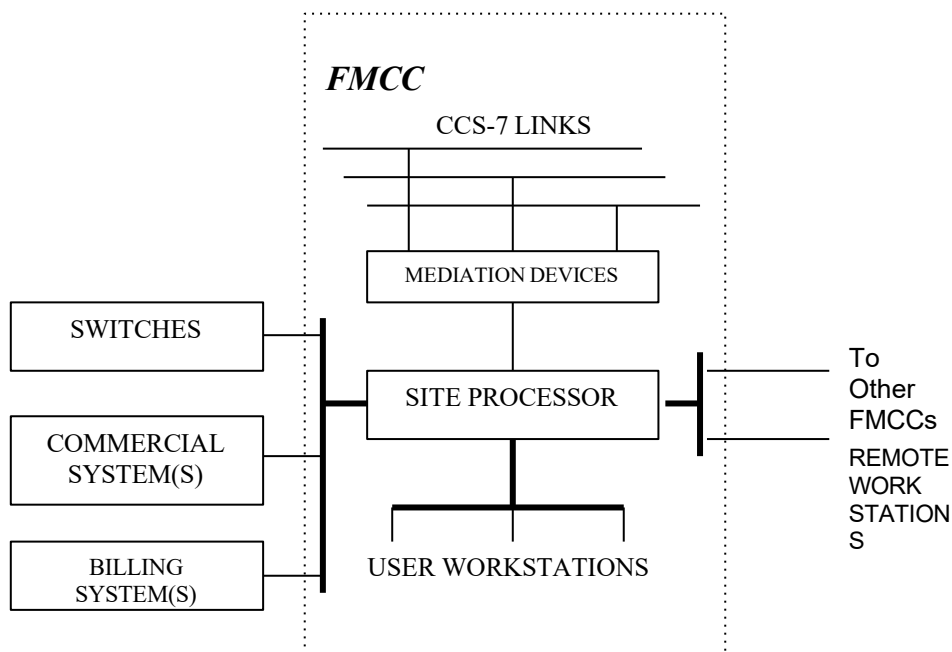 FMCC
CCS-7 LINKS
MEDIATION DEVICES
SWITCHES
SITE PROCESSOR
To
Other
FMCCs
COMMERCIAL
SYSTEM(S)
REMOTE
WORK
STATION
S
BILLING
SYSTEM(S)
USER WORKSTATIONS